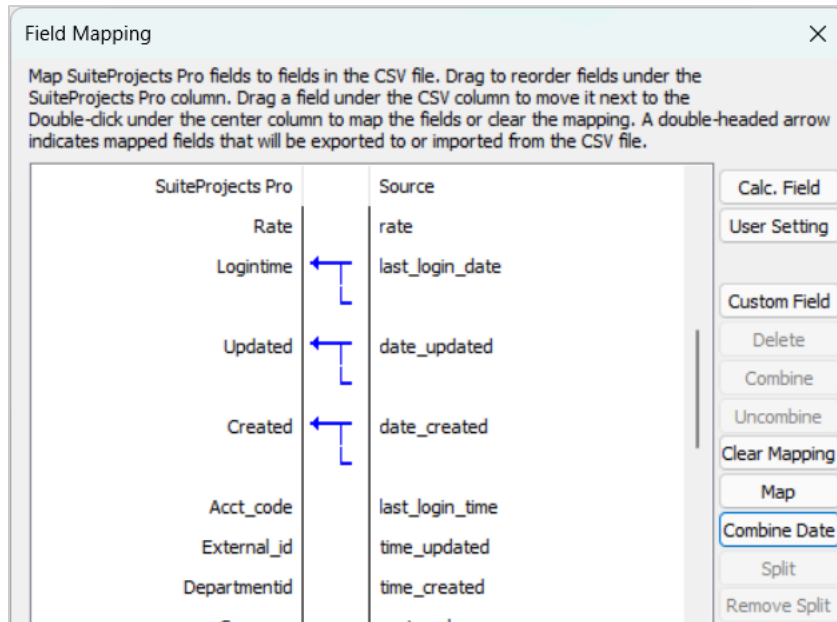 Field Mapping
Map SuiteProjects Pro fields to fields in the CSV file. Drag to reorder fields under the
SuiteProjects Pro column. Drag a field under the CSV column to move it next to the
Double-click under the center column to map the fields or clear the mapping. A double-headed arrow
indicates mapped fields that will be exported to or imported from the CSV file.
SuiteProjects Pro Source
Rate rate
Logintime last_login_date
Updated date_updated
Created date_created
Acct_code last_login_time
External_id time_updated
Departmentid time_created
Calc. Field
User Setting
Custom Field
Delete
Combine
Uncombine
Clear Mapping
Map
Combine Date
Split
Remove Split